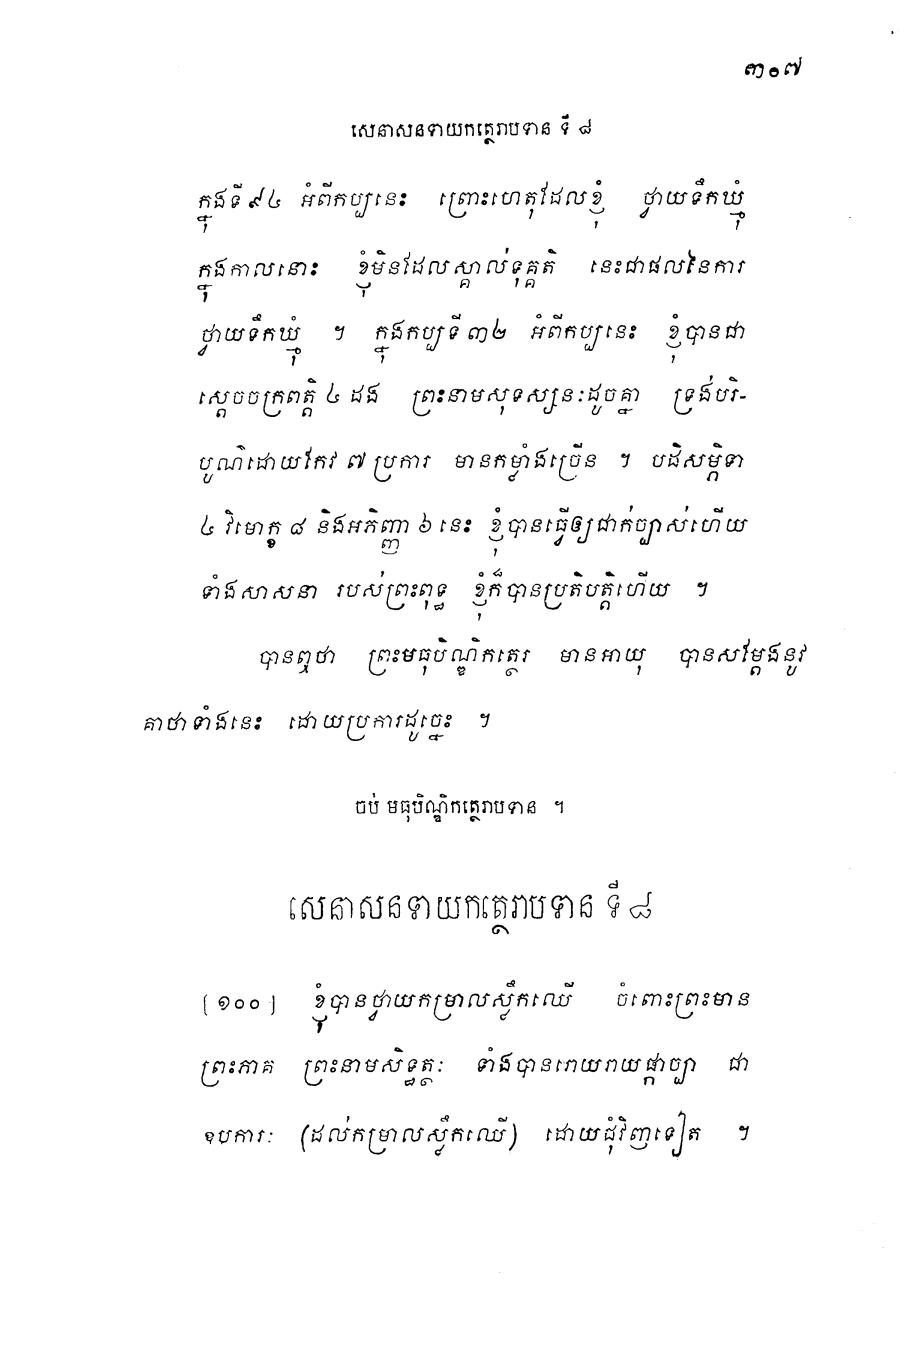 ៣០៧
សេនាសនទាយកត្ថេរាបទាន ទី ៨
ក្នុងទី ៩៤ អំពីកប្បនេះ ព្រោះហេតុដែលខ្ញុំ ថ្វាយទឹកឃ្មុំ
ក្នុងកាលនោះ ខ្ញុំមិនដែលស្គាល់ទុគ្គតិ នេះជាផលនៃការ
ថ្វាយទឹកឃ្មុំ ។ ក្នុងកប្បទី ៣៤ អំពីកប្បនេះ ខ្ញុំបានជា
ស្តេចចក្រពត្តិ ៤ ដង ព្រះនាមសុទស្សនៈដូចគ្នា ទ្រង់បរិ-
បូណ៌ដោយកែវ ៧ ប្រការ មានកម្លាំងច្រើន ។ បដិសម្ភិទា
៤ វិមោក្ខ ៨ និងអភិញ្ញា ៦ នេះ ខ្ញុំបានធ្វើឲ្យជាក់ច្បាស់ហើយ
ទាំងសាសនា របស់ព្រះពុទ្ធ ខ្ញុំក៏បានប្រតិបត្តិហើយ ។
បានឮថា ព្រះមធុបិណ្ឌិកត្ថេរ មានអាយុ បានសម្តែងនូវ
គាថាទាំងនេះ ដោយប្រការដូច្នេះ ។
ចប់ មធុបិណ្ឌិកត្ថេរាបទាន ។
សេនាសនទាយកត្ថេរាបទាន ទី ៨
[ ១០០ ] ខ្ញុំបានថ្វាយកម្រាលស្លឹកឈើ ចំពោះព្រះមាន
ព្រះភាគ ព្រះនាមសិទ្ធត្ថៈ ទាំងបានរោយរាយផ្កាច្បា ជា
ឧបការៈ (ដល់កម្រាលស្លឹកឈើ) ដោយជុំវិញទៀត ។